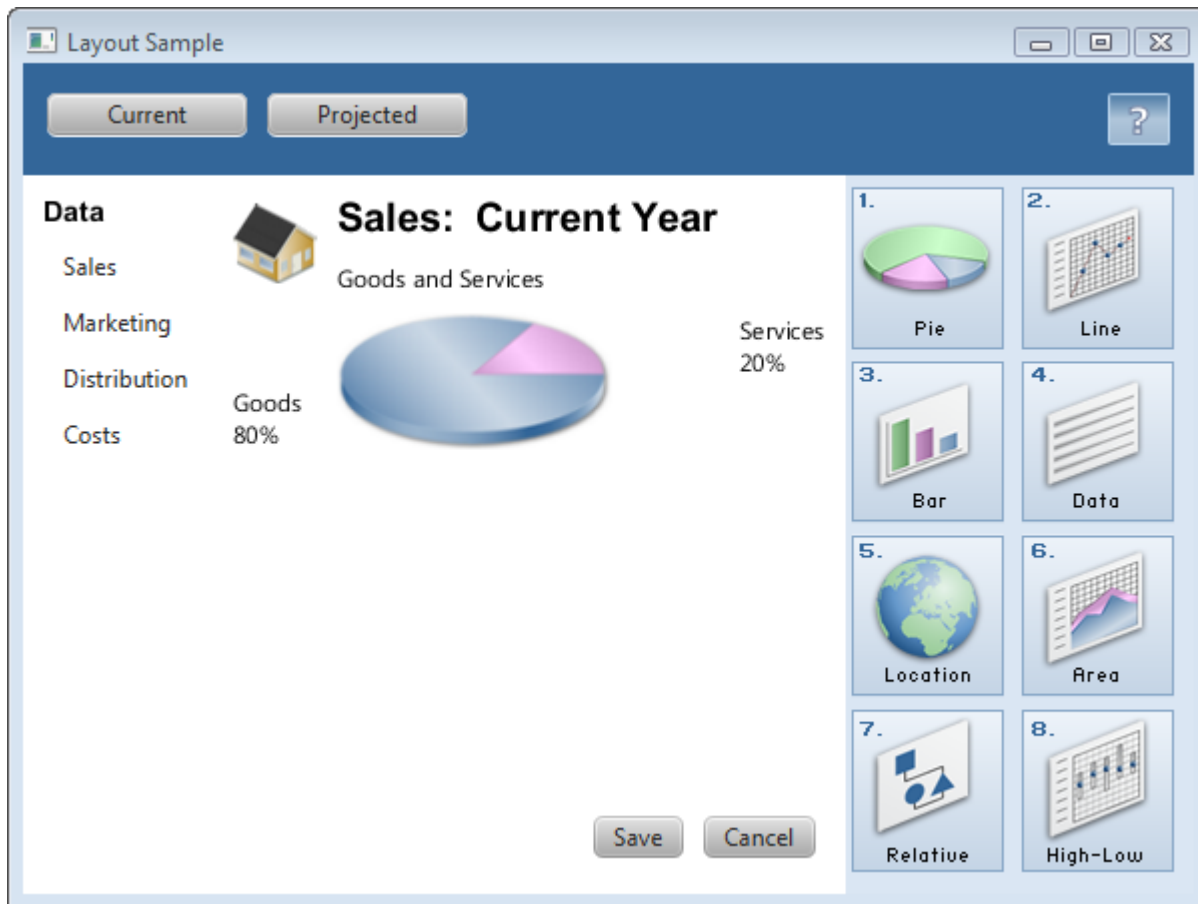 Layout Sample
Current
Projected
?
Data
Sales
Marketing
Distribution
Costs
Sales: Current Year
Goods and Services
Goods
80%
Services
20%
Save
Cancel
1.
Pie
2.
Line
3.
Bar
4.
Data
5.
Location
6.
Area
7.
Relative
8.
High-Low